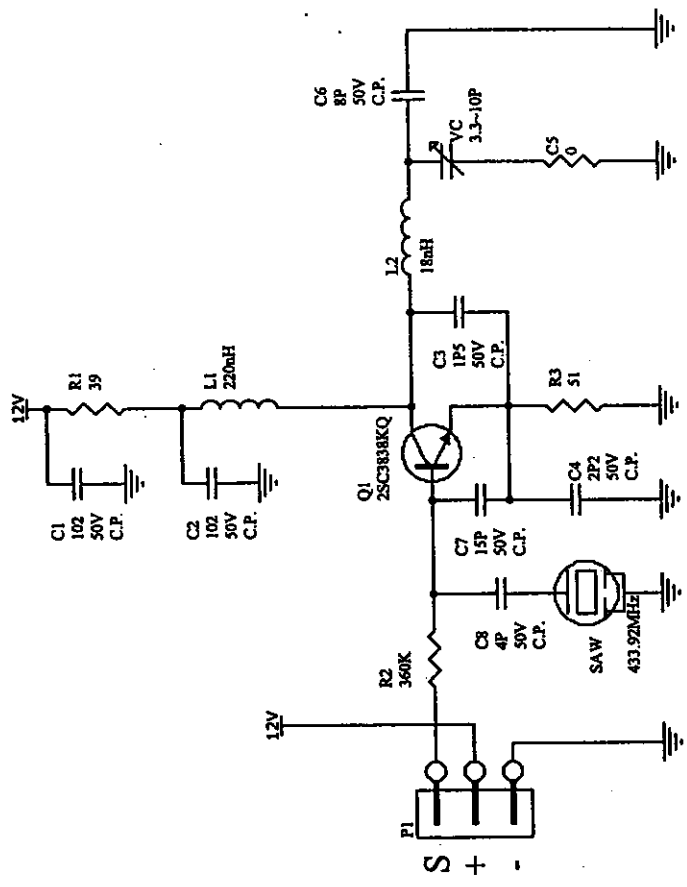 12V
R1
39
C1
102
50V
C.P.
L1
220nH
C2
102
50V
C.P.
C6
8P
50V
C.P.
VC
3.3~10P
C5
0
L2
18nH
C3
1P5
50V
C.P.
Q1
2SC3838KQ
R3
51
C7
15P
50V
C.P.
C4
2P2
50V
C.P.
C8
4P
50V
C.P.
SAW
433.92MHz
R2
360K
12V
P1
S
+
-